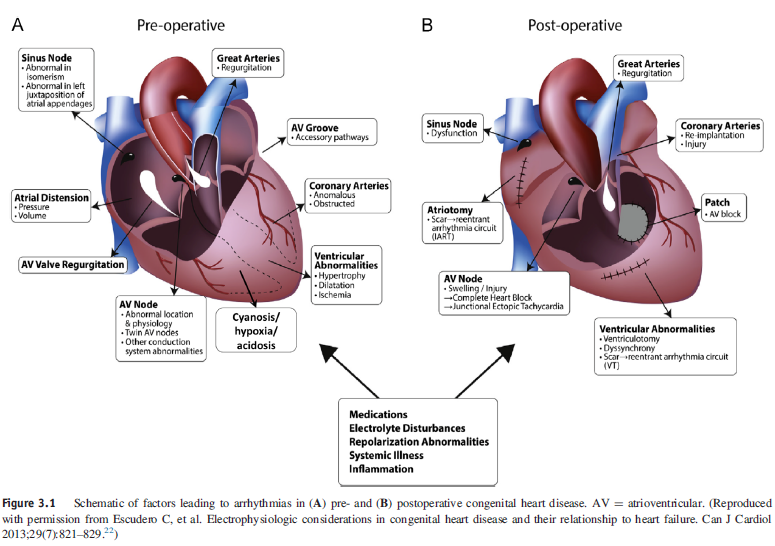 A
Pre-operative
Sinus Node
• Abnormal in
isomerism
• Abnormal in left
juxtaposition of
atrial appendages
Great Arteries
• Regurgitation
AV Groove
• Accessory pathways
Coronary Arteries
• Anomalous
• Obstructed
Atrial Distension
• Pressure
• Volume
AV Valve Regurgitation
Ventricular
Abnormalities
• Hypertrophy
• Dilatation
• Ischemia
AV Node
• Abnormal location
& physiology
• Twin AV nodes
• Other conduction
system abnormalities
Cyanosis/
hypoxia/
acidosis
B
Post-operative
Great Arteries
• Regurgitation
Sinus Node
• Dysfunction
Coronary Arteries
• Re-implantation
• Injury
Atriotomy
• Scar→reentrant
arrhythmia circuit
(IART)
Patch
• AV block
AV Node
• Swelling / Injury
→Complete Heart Block
→Junctional Ectopic Tachycardia
Ventricular Abnormalities
• Ventriculotomy
• Dyssynchrony
• Scar→reentrant arrhythmia circuit
(VT)
Medications
Electrolyte Disturbances
Repolarization Abnormalities
Systemic Illness
Inflammation
Figure 3.1 Schematic of factors leading to arrhythmias in (A) pre- and (B) postoperative congenital heart disease. AV = atrioventricular. (Reproduced
with permission from Escudero C, et al. Electrophysiologic considerations in congenital heart disease and their relationship to heart failure. Can J Cardiol
2013;29(7):821–829.22)